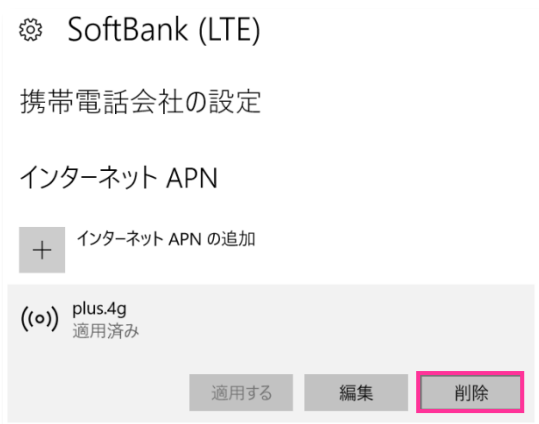 SoftBank (LTE)
携帯電話会社の設定
インターネット APN
インターネット APN の追加
plus.4g
適用済み
適用する 編集 削除